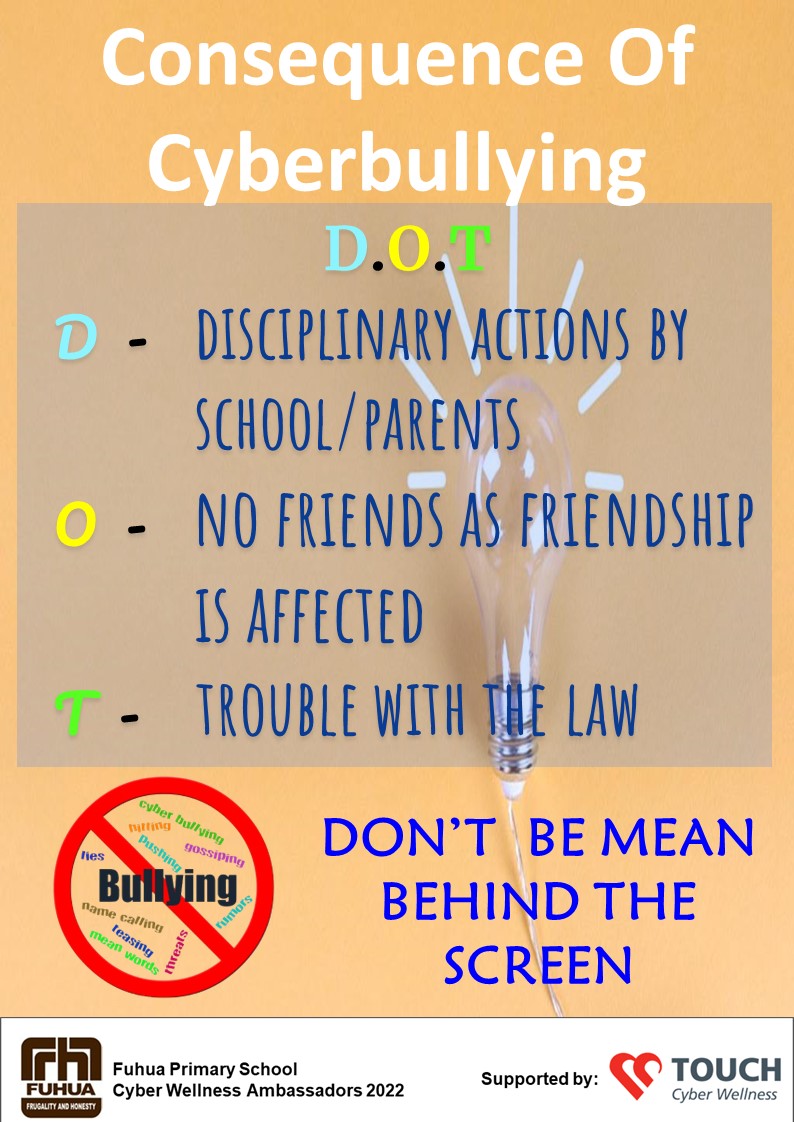 Consequence Of
Cyberbullying
D.O.T
D - DISCIPLINARY ACTIONS BY
SCHOOL/PARENTS
O - NO FRIENDS AS FRIENDSHIP
IS AFFECTED
T - TROUBLE WITH THE LAW
cyber bullying
hitting
pushing
gossiping
lies
Bullying
name calling
rumors
teasing
mean words
threats
DON'T BE MEAN
BEHIND THE
SCREEN
FUHUA
FRUGALITY AND HONESTY
Fuhua Primary School
Cyber Wellness Ambassadors 2022
Supported by:
TOUCH
Cyber Wellness